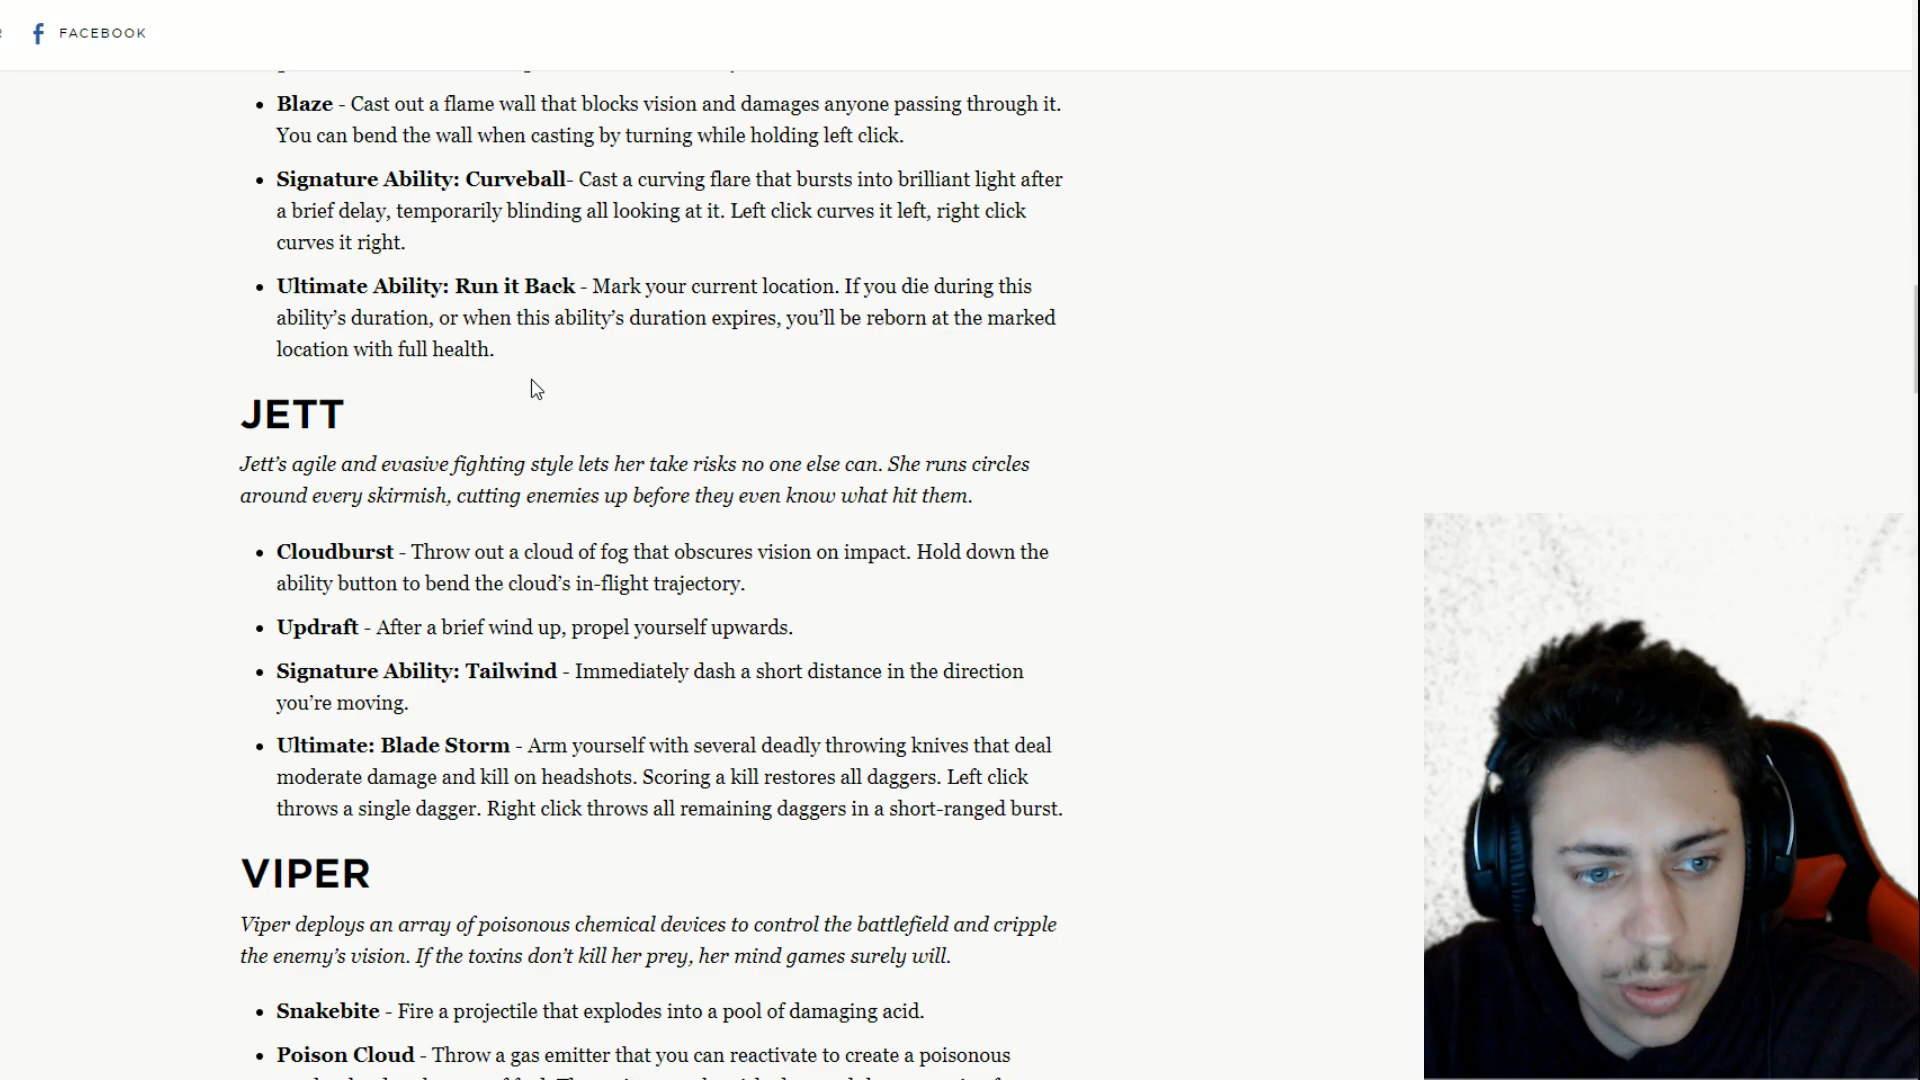 FACEBOOK
Blaze - Cast out a flame wall that blocks vision and damages anyone passing through it.
You can bend the wall when casting by turning while holding left click.
Signature Ability: Curveball- Cast a curving flare that bursts into brilliant light after
a brief delay, temporarily blinding all looking at it. Left click curves it left, right click
curves it right.
Ultimate Ability: Run it Back - Mark your current location. If you die during this
ability’s duration, or when this ability’s duration expires, you’ll be reborn at the marked
location with full health.
JETT
Jett’s agile and evasive fighting style lets her take risks no one else can. She runs circles
around every skirmish, cutting enemies up before they even know what hit them.
Cloudburst - Throw out a cloud of fog that obscures vision on impact. Hold down the
ability button to bend the cloud’s in-flight trajectory.
Updraft - After a brief wind up, propel yourself upwards.
Signature Ability: Tailwind - Immediately dash a short distance in the direction
you’re moving.
Ultimate: Blade Storm - Arm yourself with several deadly throwing knives that deal
moderate damage and kill on headshots. Scoring a kill restores all daggers. Left click
throws a single dagger. Right click throws all remaining daggers in a short-ranged burst.
VIPER
Viper deploys an array of poisonous chemical devices to control the battlefield and cripple
the enemy’s vision. If the toxins don’t kill her prey, her mind games surely will.
Snakebite - Fire a projectile that explodes into a pool of damaging acid.
Poison Cloud - Throw a gas emitter that you can reactivate to create a poisonous